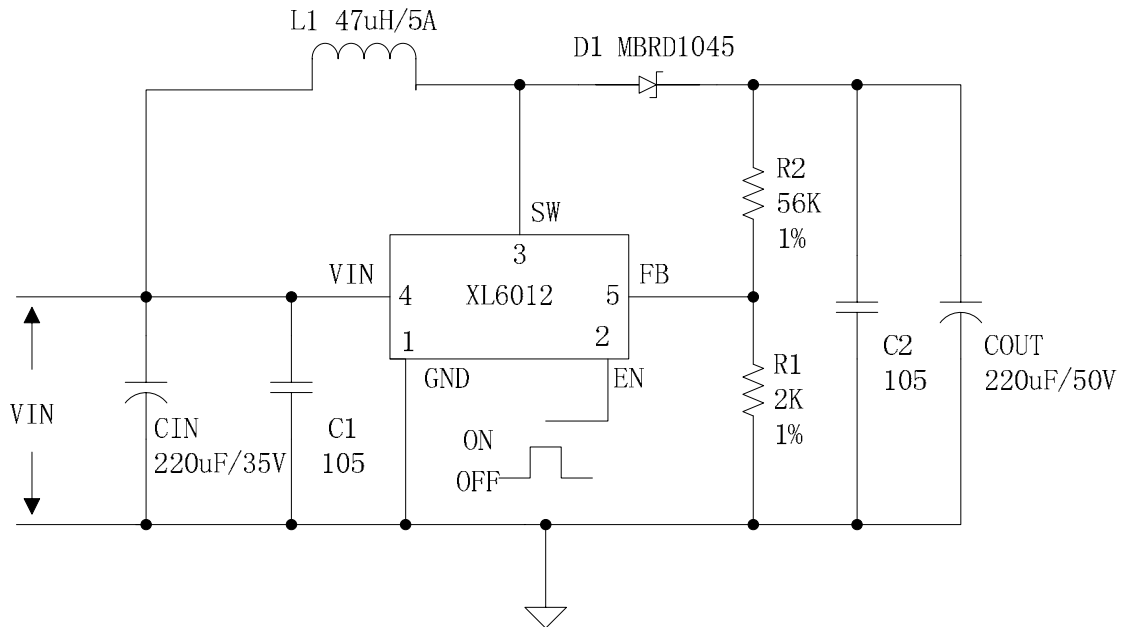 L1 47uH/5A
D1 MBRD1045
R2
56K
1%
SW
3
VIN
FB
4
XL6012
5
1
2
GND
EN
R1
2K
1%
C2
105
COUT
220uF/50V
VIN
CIN
220uF/35V
C1
105
ON
OFF